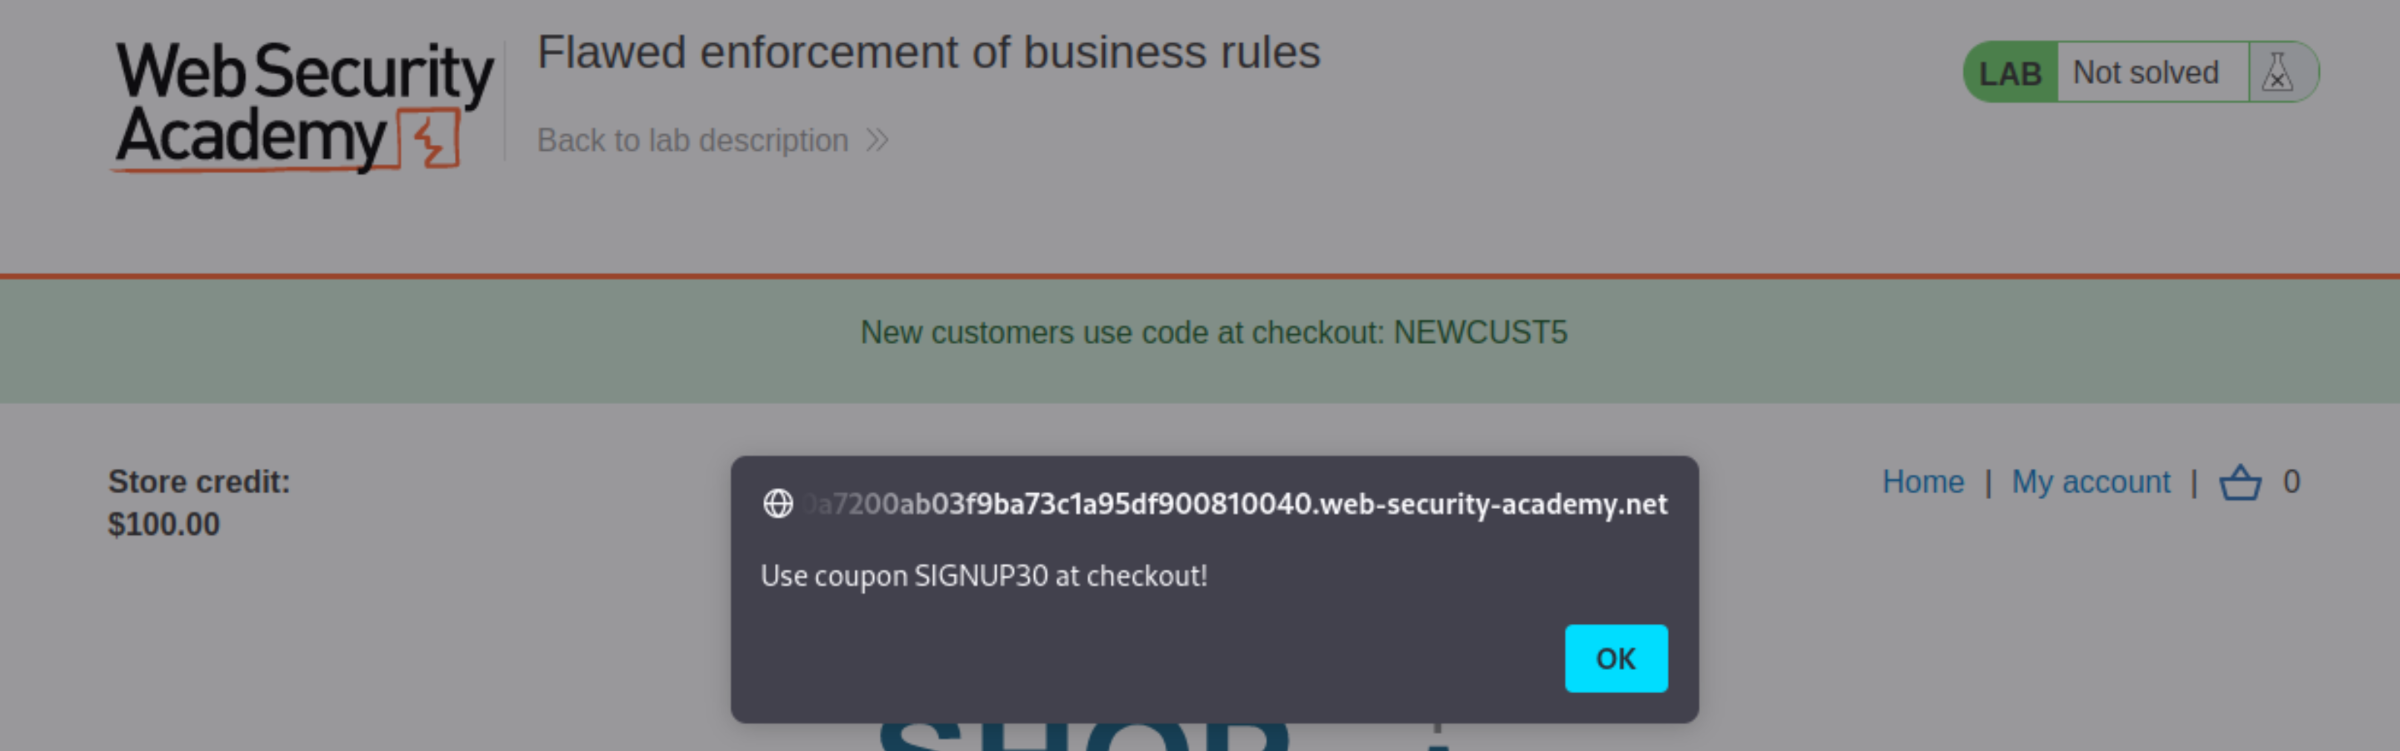 Web Security
Academy
Flawed enforcement of business rules
Back to lab description
LAB Not solved
New customers use code at checkout: NEWCUST5
Store credit:
$100.00
Home | My account | 0
0a7200ab03f9ba73c1a95df900810040.web-security-academy.net
Use coupon SIGNUP30 at checkout!
OK
SHOP